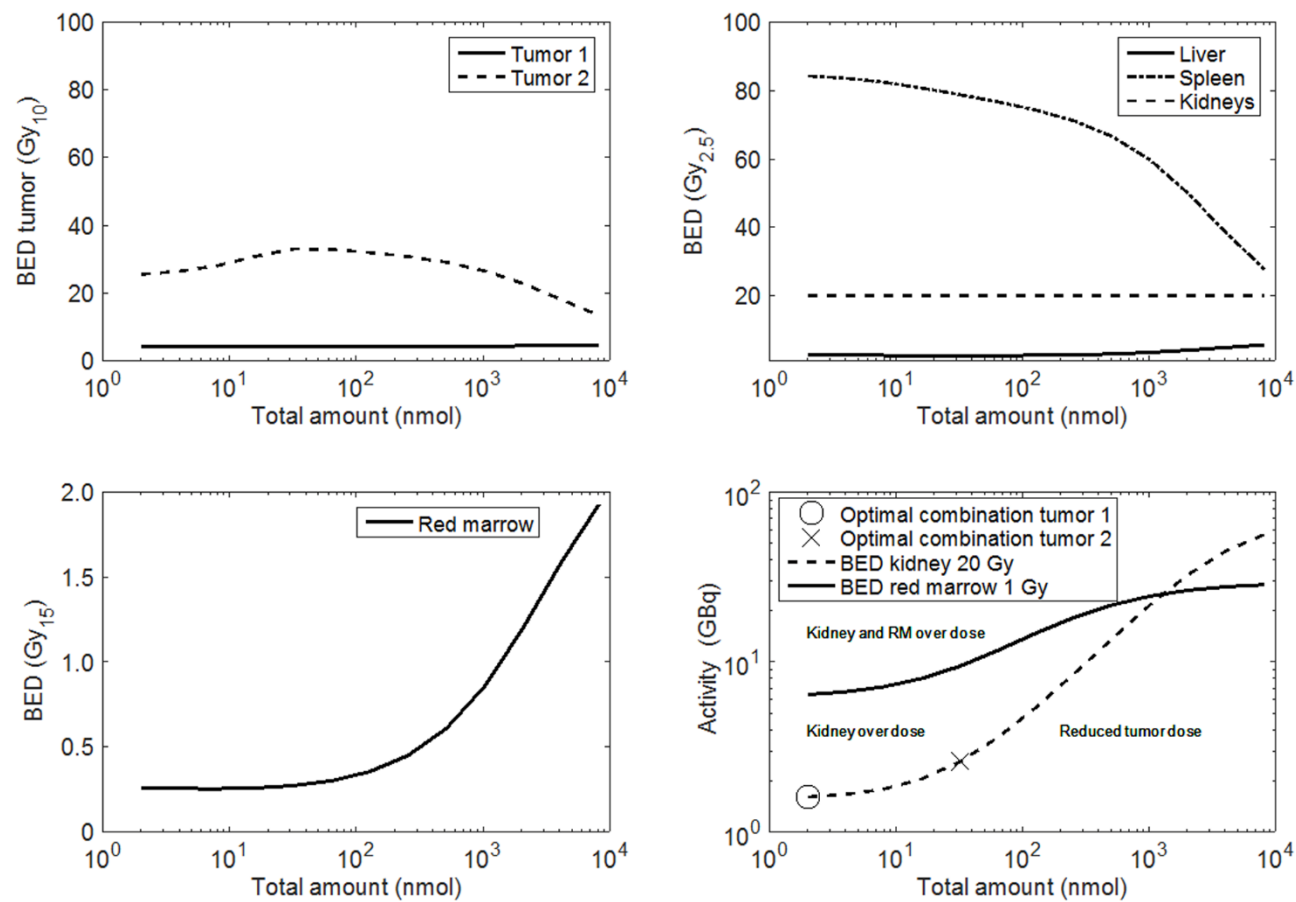 100
80
60
40
20
0
BED tumor (Gy10)
Tumor 1
Tumor 2
10^0 10^1 10^2 10^3 10^4
Total amount (nmol)
100
80
60
40
20
BED (Gy2.5)
Liver
Spleen
Kidneys
10^0 10^1 10^2 10^3 10^4
Total amount (nmol)
2.0
1.5
1.0
0.5
0
BED (Gy15)
Red marrow
10^0 10^1 10^2 10^3 10^4
Total amount (nmol)
10^2
10^1
10^0
Activity (GBq)
Optimal combination tumor 1
Optimal combination tumor 2
BED kidney 20 Gy
BED red marrow 1 Gy
Kidney and RM over dose
Kidney over dose
Reduced tumor dose
10^0 10^1 10^2 10^3 10^4
Total amount (nmol)